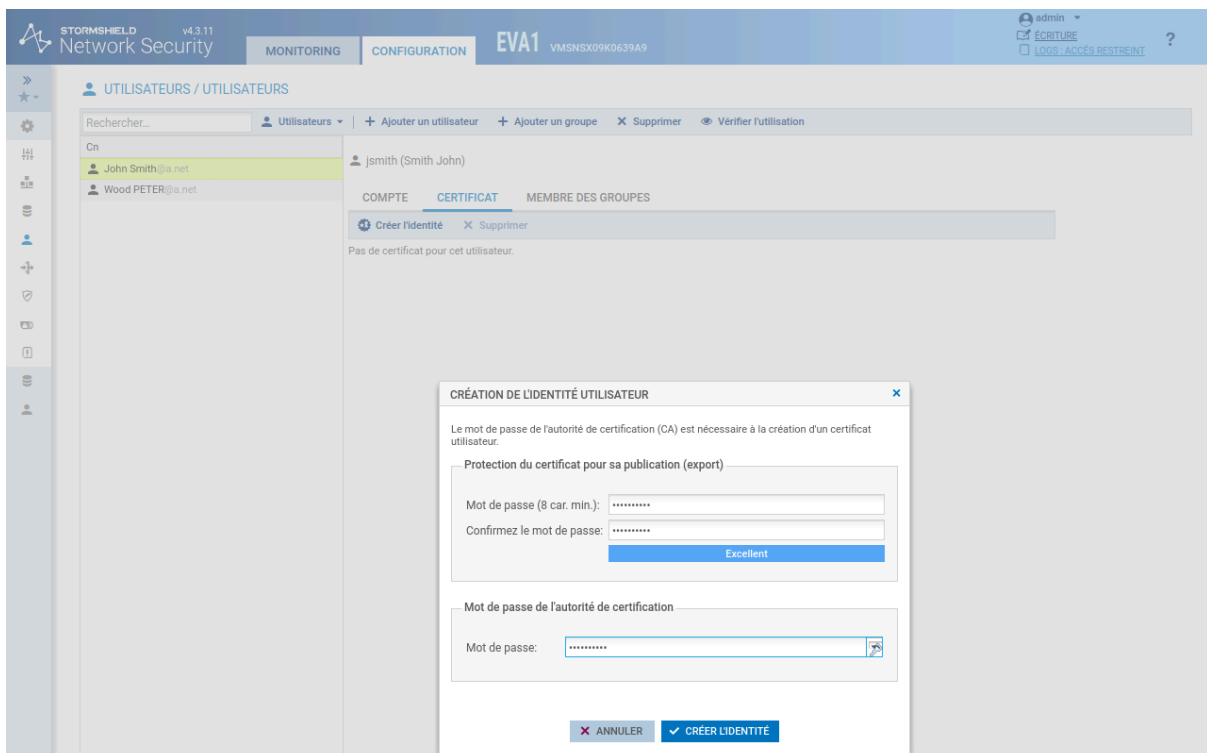 STORMSHIELD v4.3.11
Network Security
MONITORING
CONFIGURATION
EVA1 VMSNSX09K0639A9
admin
ÉCRITURE
LOGS : ACCÈS RESTREINT
?
UTILISATEURS / UTILISATEURS
Rechercher...
Utilisateurs
Ajouter un utilisateur
Ajouter un groupe
Supprimer
Vérifier l'utilisation
Cn
John Smith@a.net
Wood PETER@a.net
jsmith (Smith John)
COMPTE
CERTIFICAT
MEMBRE DES GROUPES
Créer l'identité
Supprimer
Pas de certificat pour cet utilisateur.
CRÉATION DE L'IDENTITÉ UTILISATEUR
Le mot de passe de l'autorité de certification (CA) est nécessaire à la création d'un certificat
utilisateur.
Protection du certificat pour sa publication (export)
Mot de passe (8 car. min.): ••••••••••
Confirmez le mot de passe: ••••••••••
Excellent
Mot de passe de l'autorité de certification
Mot de passe: ••••••••••
ANNULER
CRÉER L'IDENTITÉ